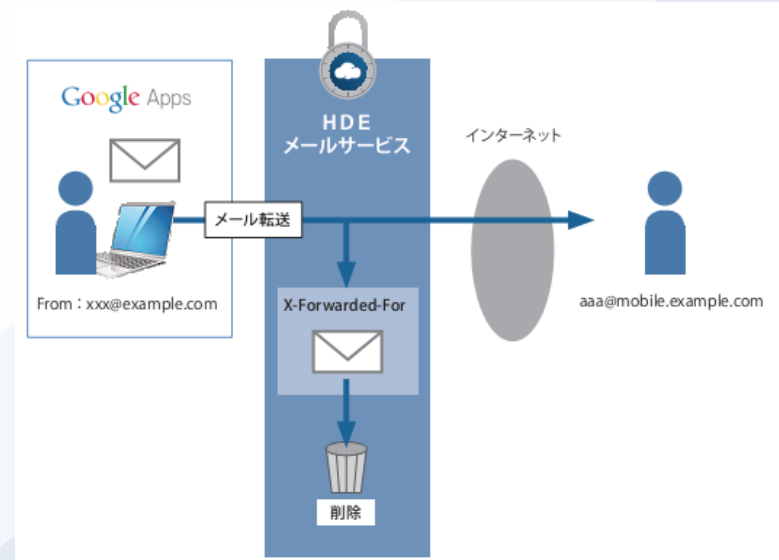 Google Apps
HDE
メールサービス
インターネット
メール転送
From：xxx@example.com
X-Forwarded-For
aaa@mobile.example.com
削除